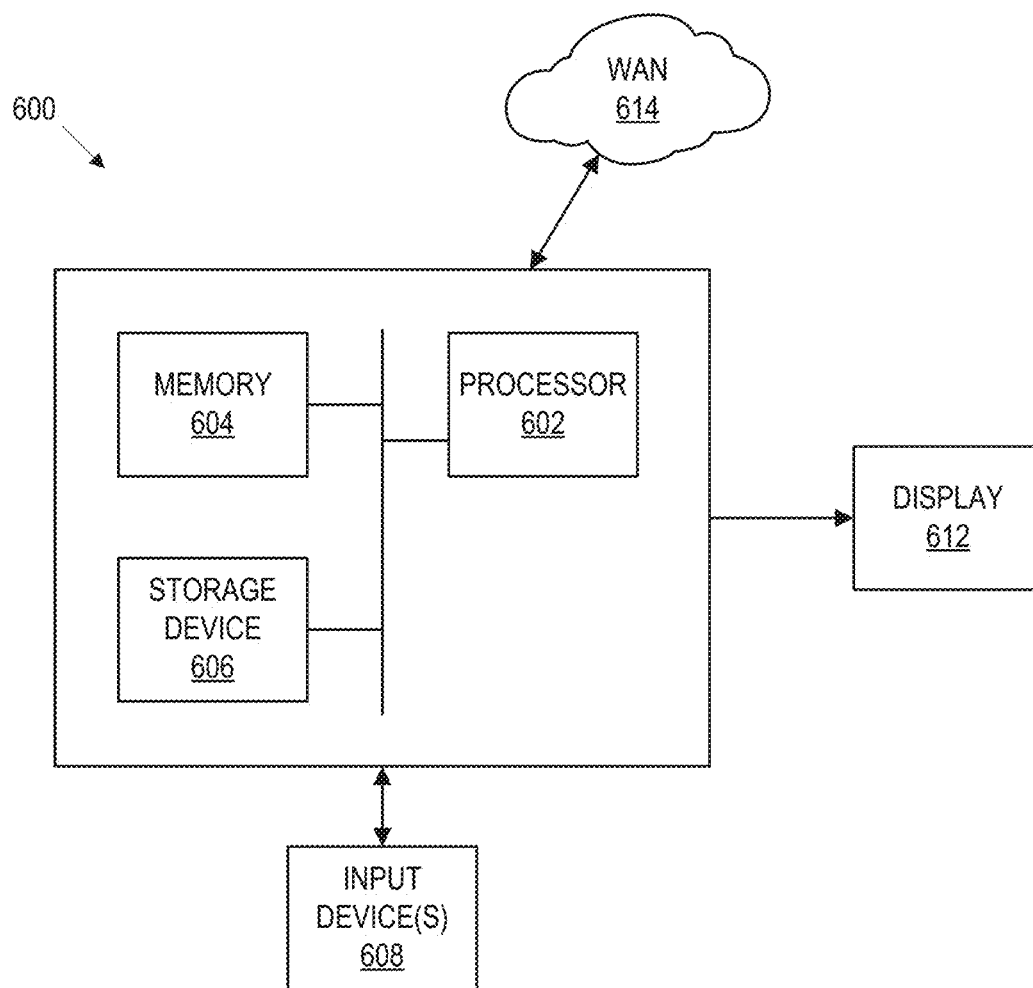 WAN
614
600
MEMORY
604
PROCESSOR
602
DISPLAY
612
STORAGE
DEVICE
606
INPUT
DEVICE(S)
608